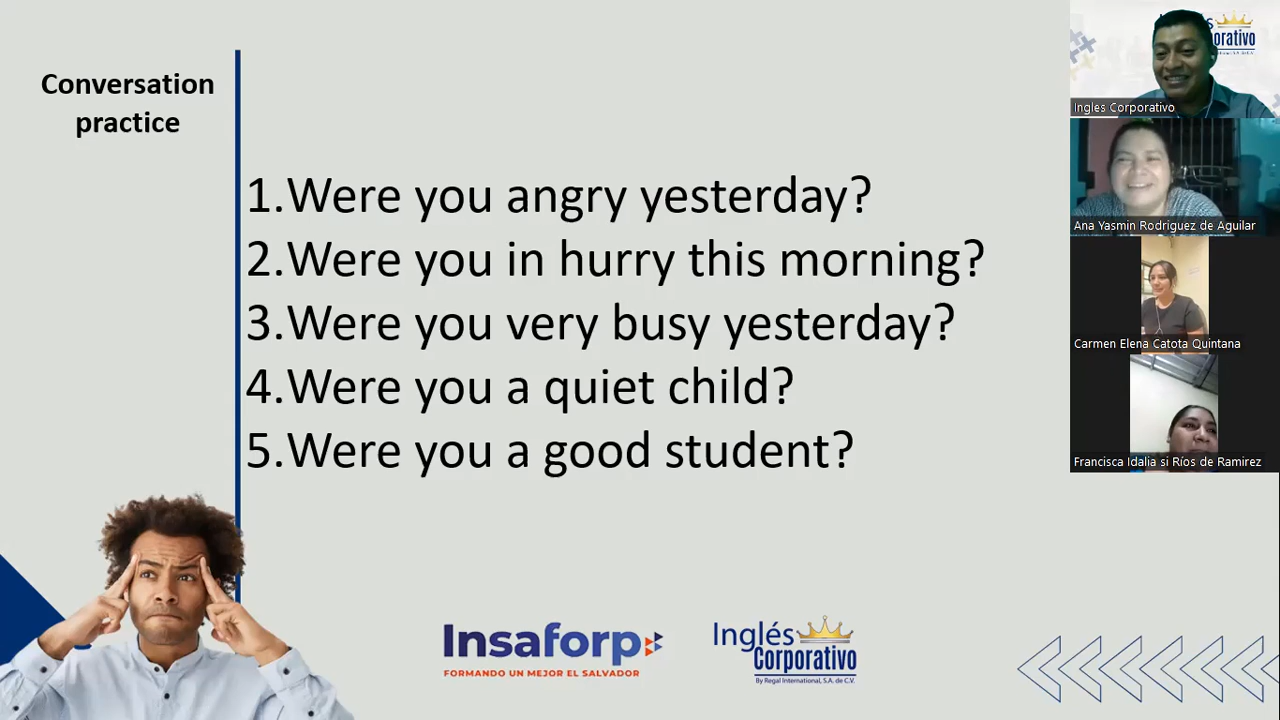 Conversation
practice
1.Were you angry yesterday?
2.Were you in hurry this morning?
3.Were you very busy yesterday?
4.Were you a quiet child?
5.Were you a good student?
Insaforp
FORMANDO UN MEJOR EL SALVADOR
Inglés
Corporativo
By Regal International, S.A. de C.V.
orativo
Ingles Corporativo
Ana Yasmin Rodriguez de Aguilar
Carmen Elena Catota Quintana
Francisca Idalia si Ríos de Ramirez